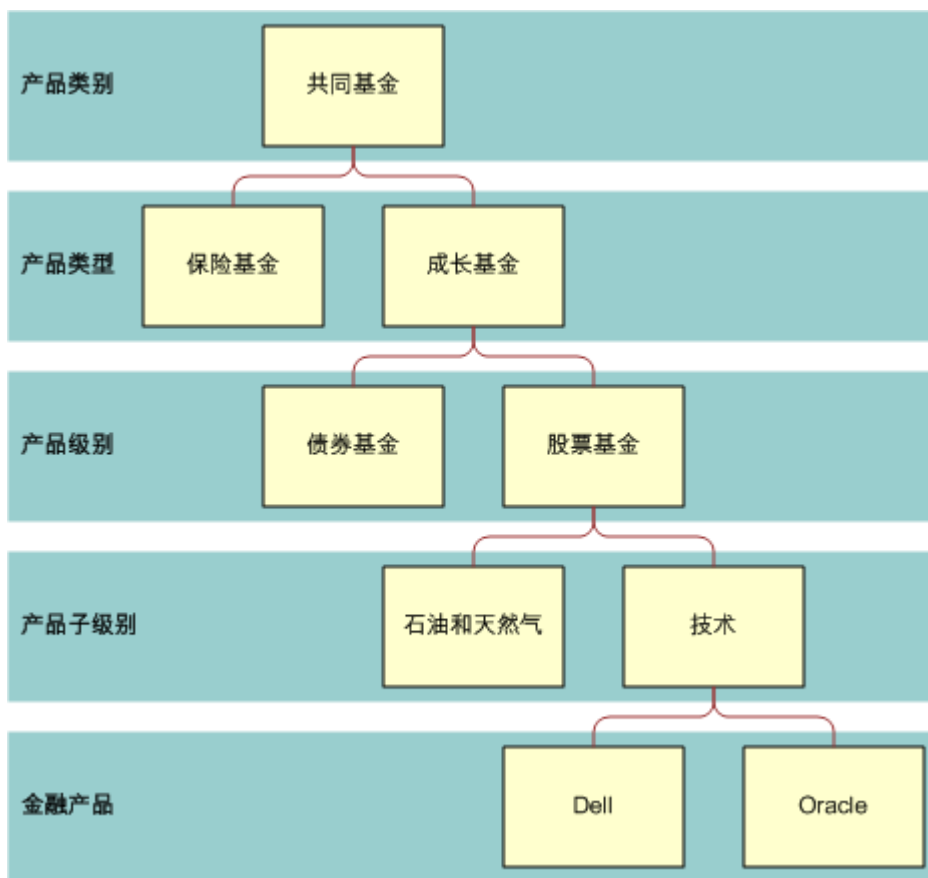 产品类别
共同基金
产品类型
保险基金
成长基金
产品级别
债券基金
股票基金
产品子级别
石油和天然气
技术
金融产品
Dell
Oracle